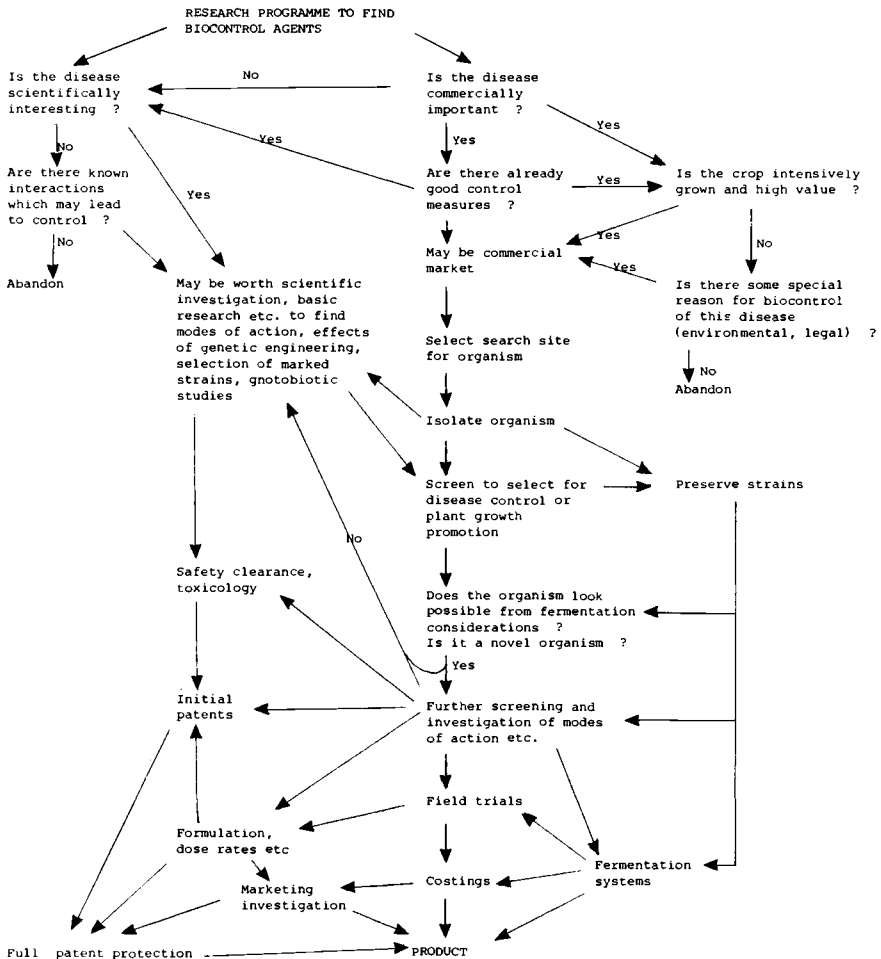 RESEARCH PROGRAMME TO FIND
BIOCONTROL AGENTS
Is the disease
scientifically
interesting ?
No
Is the disease
commercially
important ?
Yes
No
Yes
Yes
Are there known
interactions
which may lead
to control ?
Yes
Are there already
good control
measures ?
Yes
Is the crop intensively
grown and high value ?
No
Yes
No
Abandon
May be commercial
market
Yes
May be worth scientific
investigation, basic
research etc. to find
modes of action, effects
of genetic engineering,
selection of marked
strains, gnotobiotic
studies
Is there some special
reason for biocontrol
of this disease
(environmental, legal) ?
Select search site
for organism
No
Abandon
Isolate organism
Screen to select for
disease control or
plant growth
promotion
Preserve strains
No
Safety clearance,
toxicology
Does the organism look
possible from fermentation
considerations ?
Is it a novel organism ?
Yes
Initial
patents
Further screening and
investigation of modes
of action etc.
Field trials
Formulation,
dose rates etc
Fermentation
systems
Marketing
investigation
Costings
Full patent protection
PRODUCT